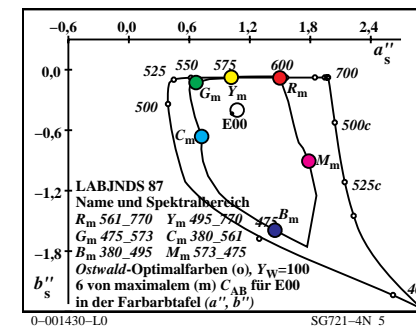 –0,6 0,0 0,6 1,2 1,8 2,4
a″s
0,0
–0,6
–1,2
–1,8
b″s
525 550 575 600 700
500
Gm Ym Rm
E00
500c
Cm
Mm
525c
475 Bm
LABJNDS 87
Name und Spektralbereich
Rm 561_770 Ym 495_770
Gm 475_573 Cm 380_561
Bm 380_495 Mm 573_475
Ostwald-Optimalfarben (o), YW=100
6 von maximalem (m) CAB für E00
in der Farbarbtafel (a″, b″)
0–001430–L0 SG721–4N 5